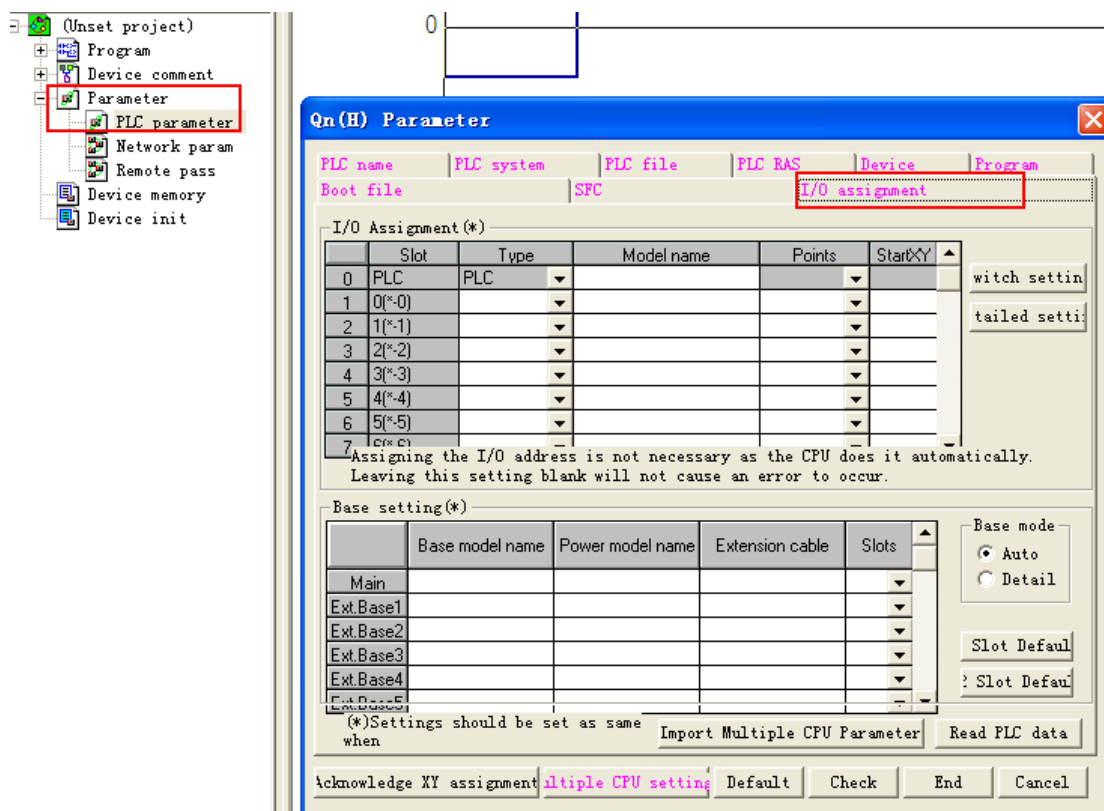 (Unset project)
Program
Device comment
Parameter
PLC parameter
Network param
Remote pass
Device memory
Device init
0
Qn(H) Parameter
PLC name PLC system PLC file PLC RAS Device Program
Boot file SFC I/O assignment
I/O Assignment(*)
Slot Type Model name Points StartXY
0 PLC PLC
1 0(*-0)
2 1(*-1)
3 2(*-2)
4 3(*-3)
5 4(*-4)
6 5(*-5)
7 6(*-6)
witch settin
tailed setti
Assigning the I/O address is not necessary as the CPU does it automatically.
Leaving this setting blank will not cause an error to occur.
Base setting(*)
Base model name Power model name Extension cable Slots
Main
Ext.Base1
Ext.Base2
Ext.Base3
Ext.Base4
Ext.Base5
Base mode
Auto
Detail
Slot Defaul
2 Slot Defaul
(*)Settings should be set as same
when
Import Multiple CPU Parameter Read PLC data
Acknowledge XY assignment ultiple CPU setting Default Check End Cancel